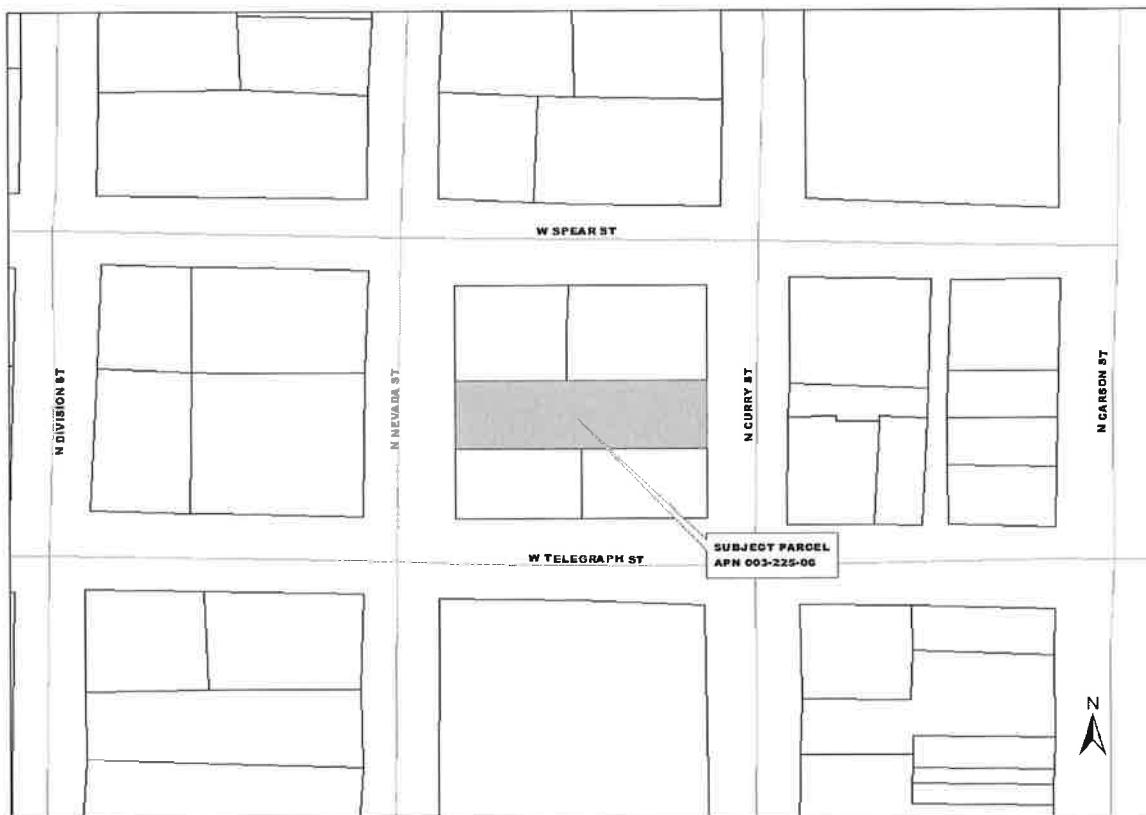 W SPEAR ST
N DIVISION ST
N NEVADA ST
N CURRY ST
N CARSON ST
W TELEGRAPH ST
SUBJECT PARCEL
APN 003-225-06
N